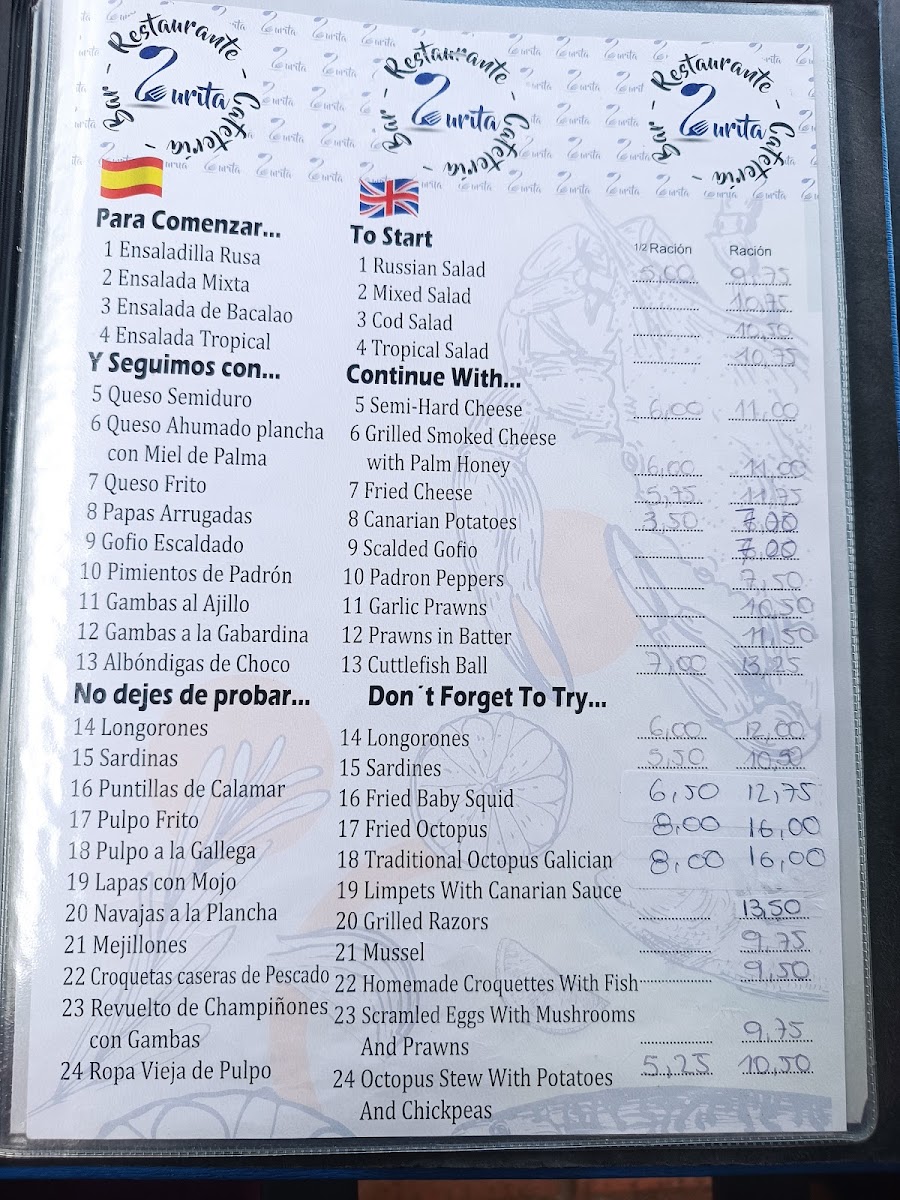 Bar - Restaurante - Cafetería -
Zurita
Bar - Restaurante - Cafetería -
Zurita
Bar - Restaurante - Cafetería -
Zurita
Para Comenzar...
1 Ensaladilla Rusa
2 Ensalada Mixta
3 Ensalada de Bacalao
4 Ensalada Tropical
Y Seguimos con...
5 Queso Semiduro
6 Queso Ahumado plancha
con Miel de Palma
7 Queso Frito
8 Papas Arrugadas
9 Gofio Escaldado
10 Pimientos de Padrón
11 Gambas al Ajillo
12 Gambas a la Gabardina
13 Albóndigas de Choco
No dejes de probar...
14 Longorones
15 Sardinas
16 Puntillas de Calamar
17 Pulpo Frito
18 Pulpo a la Gallega
19 Lapas con Mojo
20 Navajas a la Plancha
21 Mejillones
22 Croquetas caseras de Pescado
23 Revuelto de Champiñones
con Gambas
24 Ropa Vieja de Pulpo
To Start
1 Russian Salad
2 Mixed Salad
3 Cod Salad
4 Tropical Salad
Continue With...
5 Semi-Hard Cheese
6 Grilled Smoked Cheese
with Palm Honey
7 Fried Cheese
8 Canarian Potatoes
9 Scalded Gofio
10 Padron Peppers
11 Garlic Prawns
12 Prawns in Batter
13 Cuttlefish Ball
Don´t Forget To Try...
14 Longorones
15 Sardines
16 Fried Baby Squid
17 Fried Octopus
18 Traditional Octopus Galician
19 Limpets With Canarian Sauce
20 Grilled Razors
21 Mussel
22 Homemade Croquettes With Fish
23 Scramled Eggs With Mushrooms
And Prawns
24 Octopus Stew With Potatoes
And Chickpeas
1/2 Ración Ración
5,00 9,75
10,75
10,50
10,75
6,00 11,00
6,00 11,00
5,75 11,75
3,50 7,00
7,00
7,50
10,50
11,50
7,00 13,25
6,00 12,00
5,50
6,50 12,75
8,00 16,00
8,00 16,00
13,50
9,75
9,50
9,75
5,25 10,50